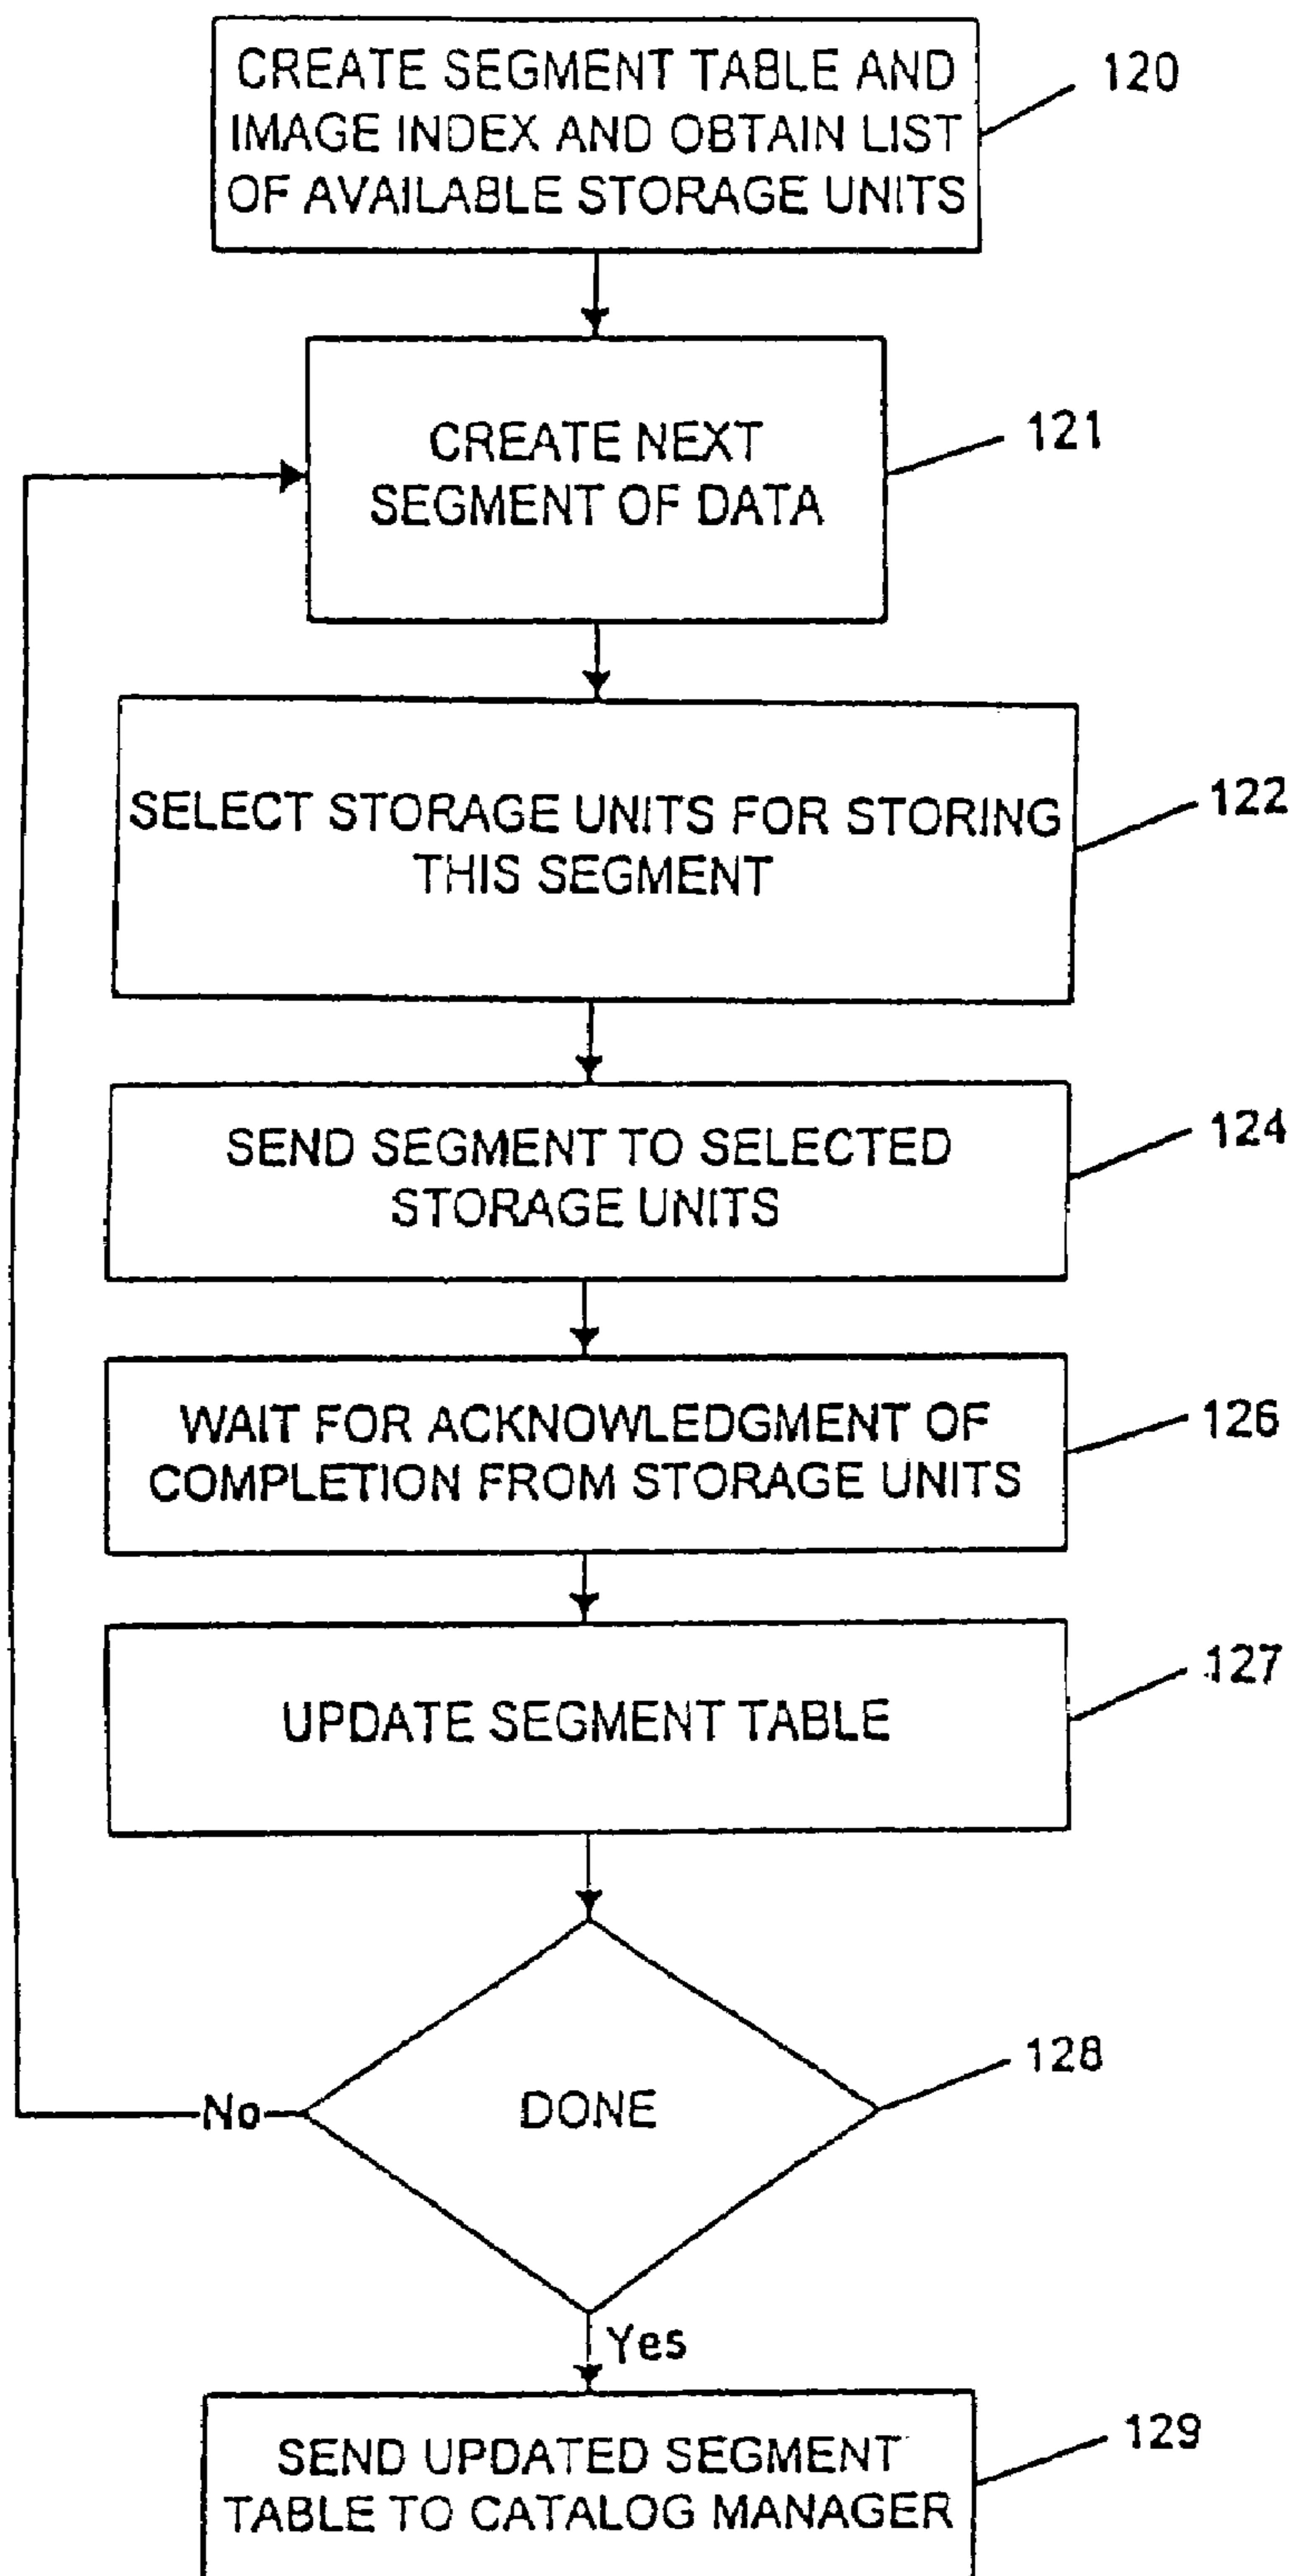 CREATE SEGMENT TABLE AND
IMAGE INDEX AND OBTAIN LIST
OF AVAILABLE STORAGE UNITS
120
CREATE NEXT
SEGMENT OF DATA
121
SELECT STORAGE UNITS FOR STORING
THIS SEGMENT
122
SEND SEGMENT TO SELECTED
STORAGE UNITS
124
WAIT FOR ACKNOWLEDGMENT OF
COMPLETION FROM STORAGE UNITS
126
UPDATE SEGMENT TABLE
127
DONE
128
No
Yes
SEND UPDATED SEGMENT
TABLE TO CATALOG MANAGER
129